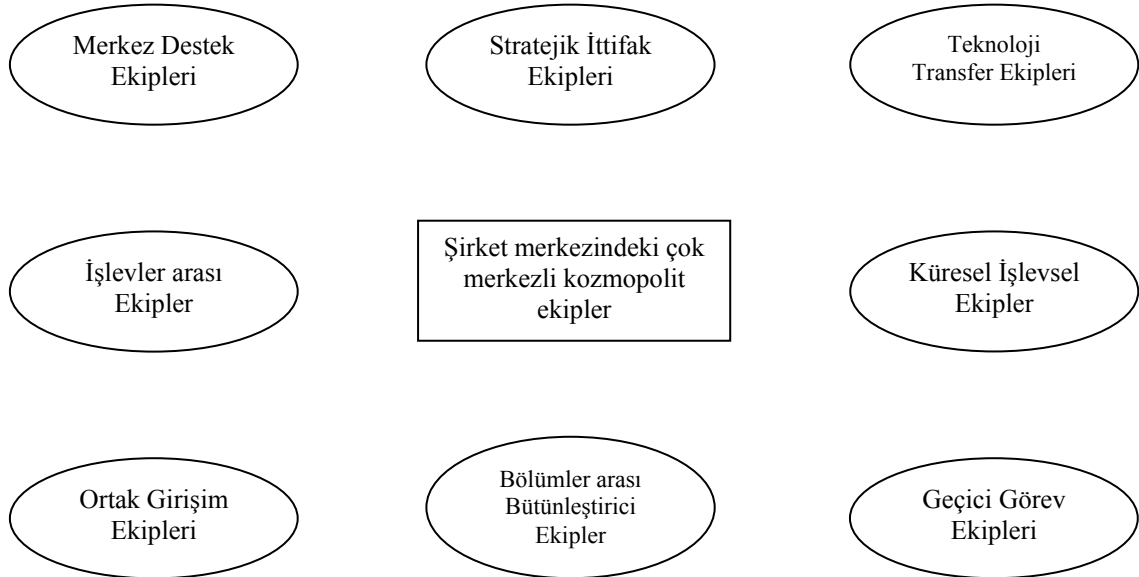 Merkez Destek
Ekipleri
Stratejik İttifak
Ekipleri
Teknoloji
Transfer Ekipleri
İşlevler arası
Ekipler
Şirket merkezindeki çok
merkezli kozmopolit
ekipler
Küresel İşlevsel
Ekipler
Ortak Girişim
Ekipleri
Bölümler arası
Bütünleştirici
Ekipler
Geçici Görev
Ekipleri